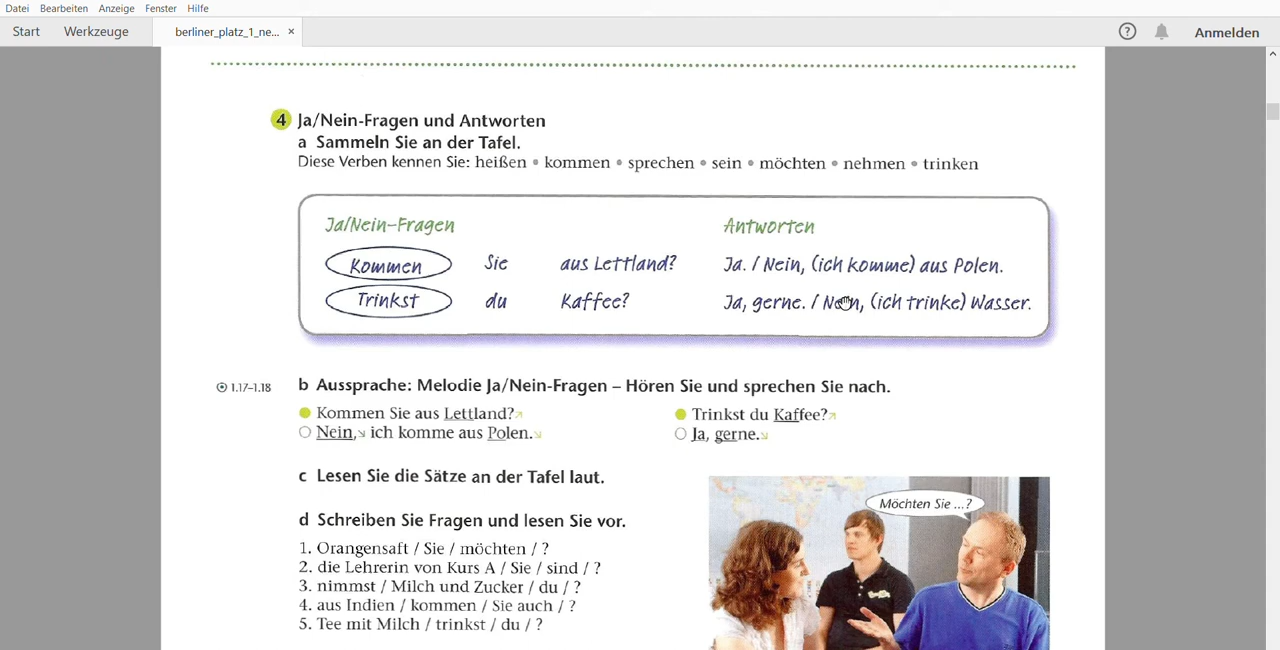 Datei Bearbeiten Anzeige Fenster Hilfe
Start Werkzeuge berliner_platz_1_ne... × ? Anmelden
4 Ja/Nein-Fragen und Antworten
a Sammeln Sie an der Tafel.
Diese Verben kennen Sie: heißen • kommen • sprechen • sein • möchten • nehmen • trinken
Ja/Nein-Fragen Antworten
Kommen Sie aus Lettland? Ja. / Nein, (ich komme) aus Polen.
Trinkst du Kaffee? Ja, gerne. / Nein, (ich trinke) Wasser.
1.17–1.18 b Aussprache: Melodie Ja/Nein-Fragen – Hören Sie und sprechen Sie nach.
Kommen Sie aus Lettland?↗ Trinkst du Kaffee?↗
Nein,↘ ich komme aus Polen.↘ Ja, gerne.↘
c Lesen Sie die Sätze an der Tafel laut.
Möchten Sie ...?
d Schreiben Sie Fragen und lesen Sie vor.
1. Orangensaft / Sie / möchten / ?
2. die Lehrerin von Kurs A / Sie / sind / ?
3. nimmst / Milch und Zucker / du / ?
4. aus Indien / kommen / Sie auch / ?
5. Tee mit Milch / trinkst / du / ?